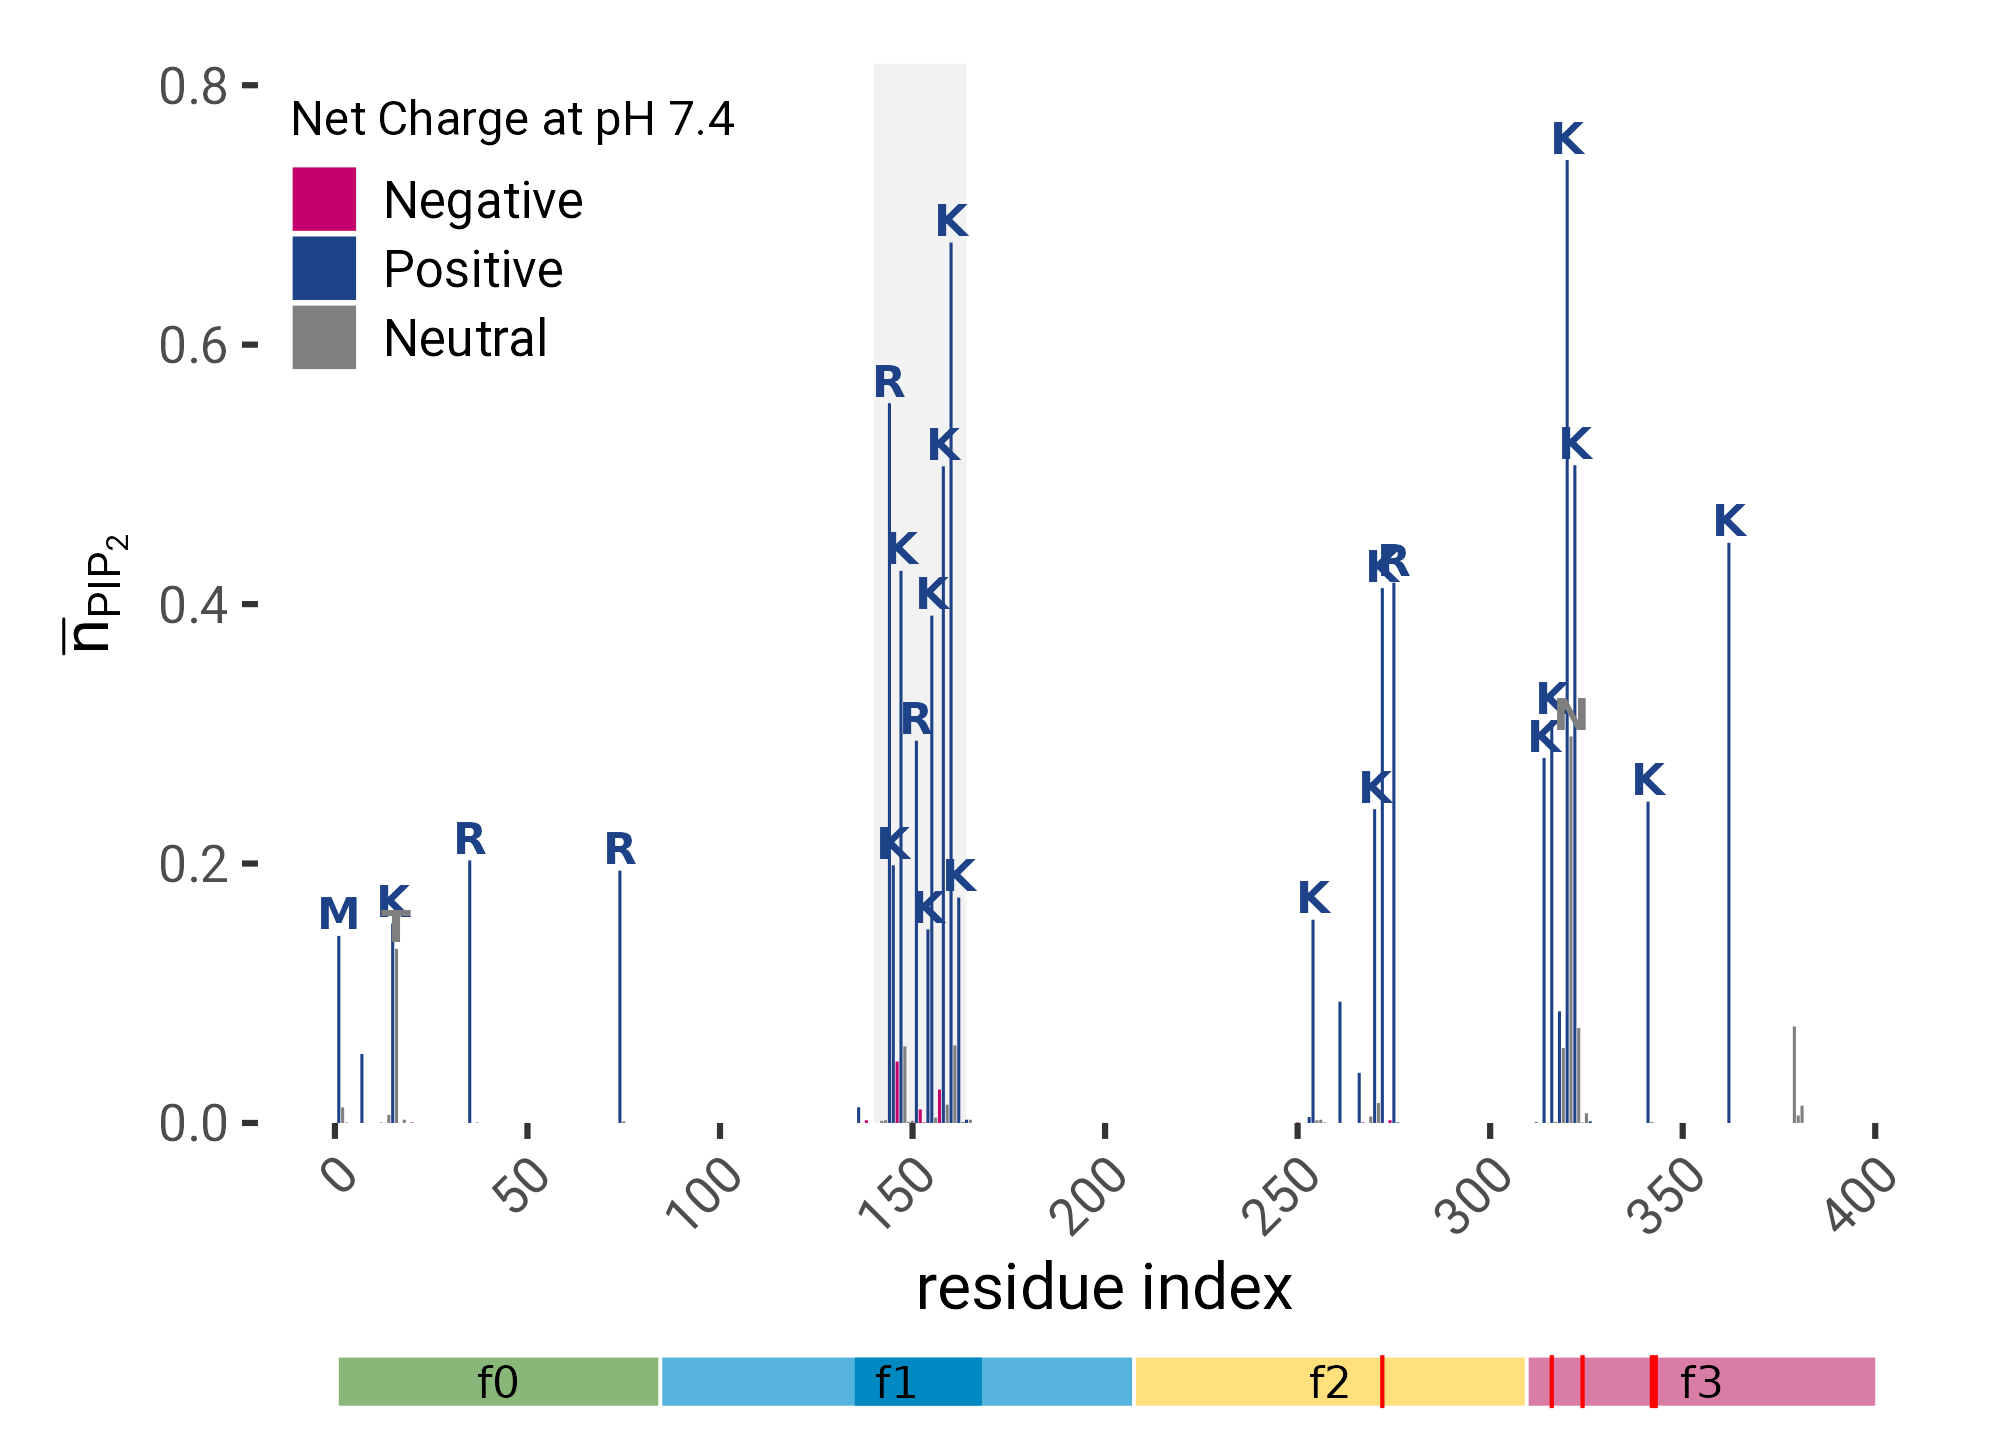 0.8
Net Charge at pH 7.4
Negative
Positive
Neutral
0.6
0.4
0.2
0.0
n̅PIP₂
M
K
T
R
R
R
K
K
R
K
K
K
K
K
K
K
K
K
R
K
K
N
K
K
K
K
0
50
100
150
200
250
300
350
400
residue index
f0 f1 f2 f3